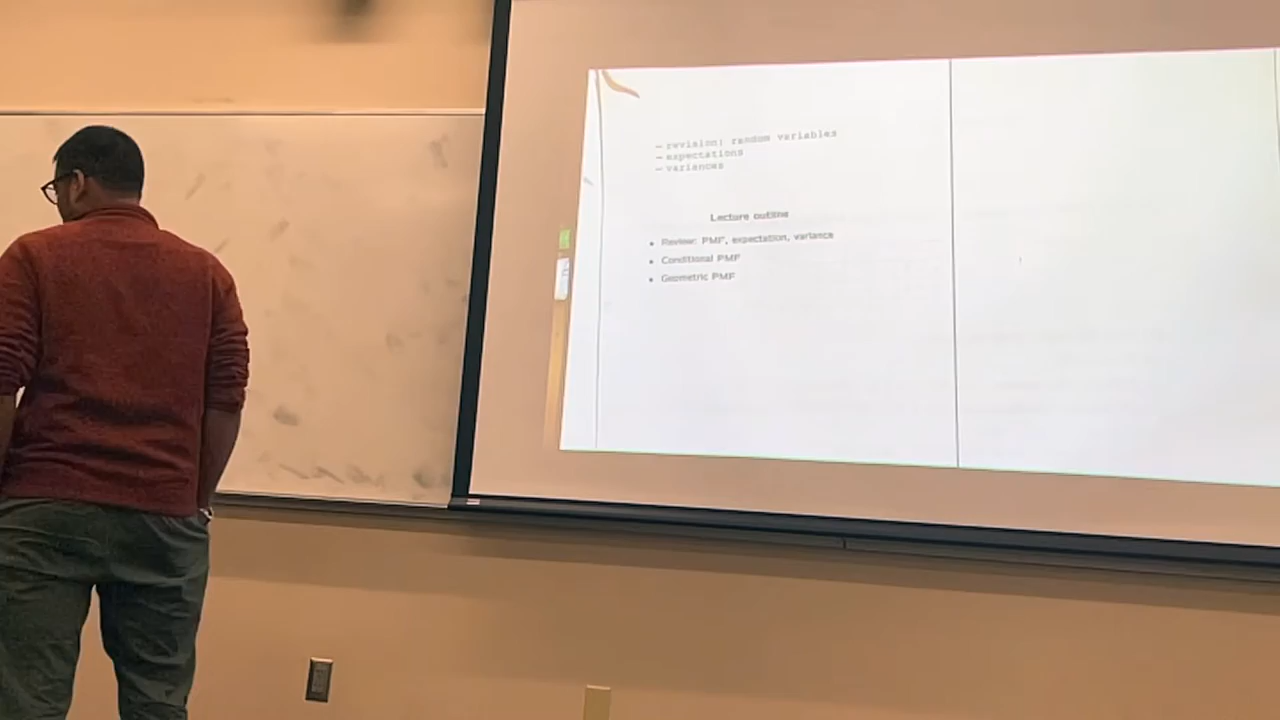 – revision: random variables
– expectations
– variances
Lecture outline
• Review: PMF, expectation, variance
• Conditional PMF
• Geometric PMF